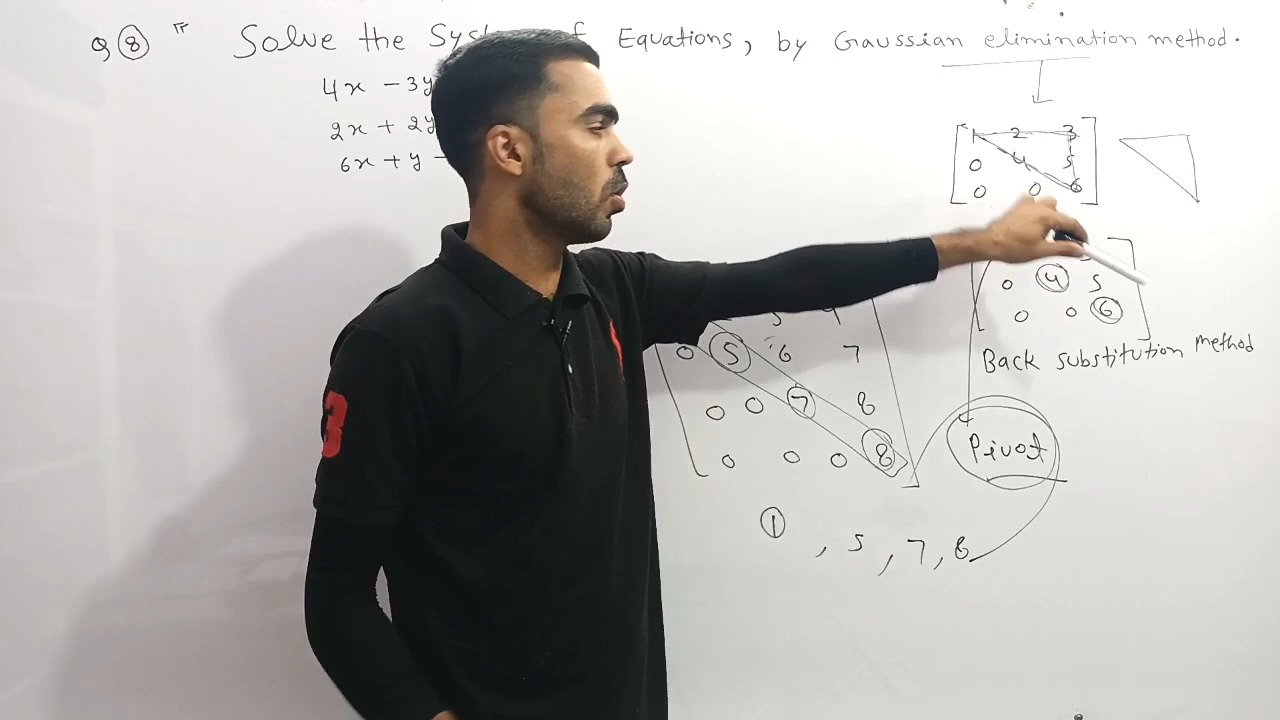 Q 8 Solve the Sys f Equations, by Gaussian elimination method.
4x - 3y
2x + 2y
6x + y -
1 2 3
0 4 5
0 0 6
0 4 5
0 0 6
Back substitution method
0 5 6 7
0 0 7 8
0 0 0 8
Pivot
1, 5, 7, 8
3